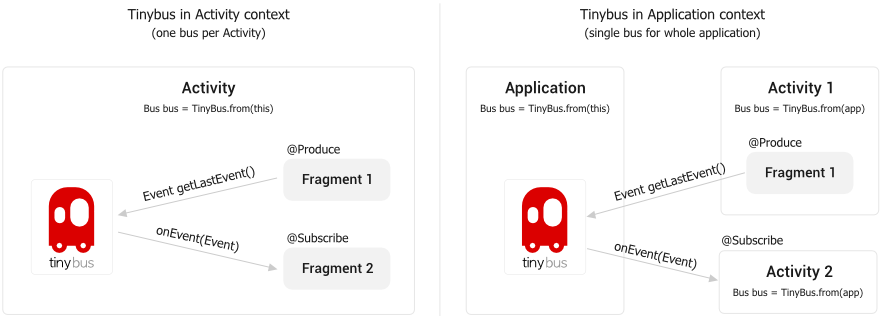 Tinybus in Activity context
(one bus per Activity)
Activity
Bus bus = TinyBus.from(this)
@Produce
Event getLastEvent()
Fragment 1
onEvent(Event)
@Subscribe
Fragment 2
tinybus
Tinybus in Application context
(single bus for whole application)
Application
Bus bus = TinyBus.from(this)
Activity 1
Bus bus = TinyBus.from(app)
@Produce
Event getLastEvent()
Fragment 1
onEvent(Event)
@Subscribe
tinybus
Activity 2
Bus bus = TinyBus.from(app)